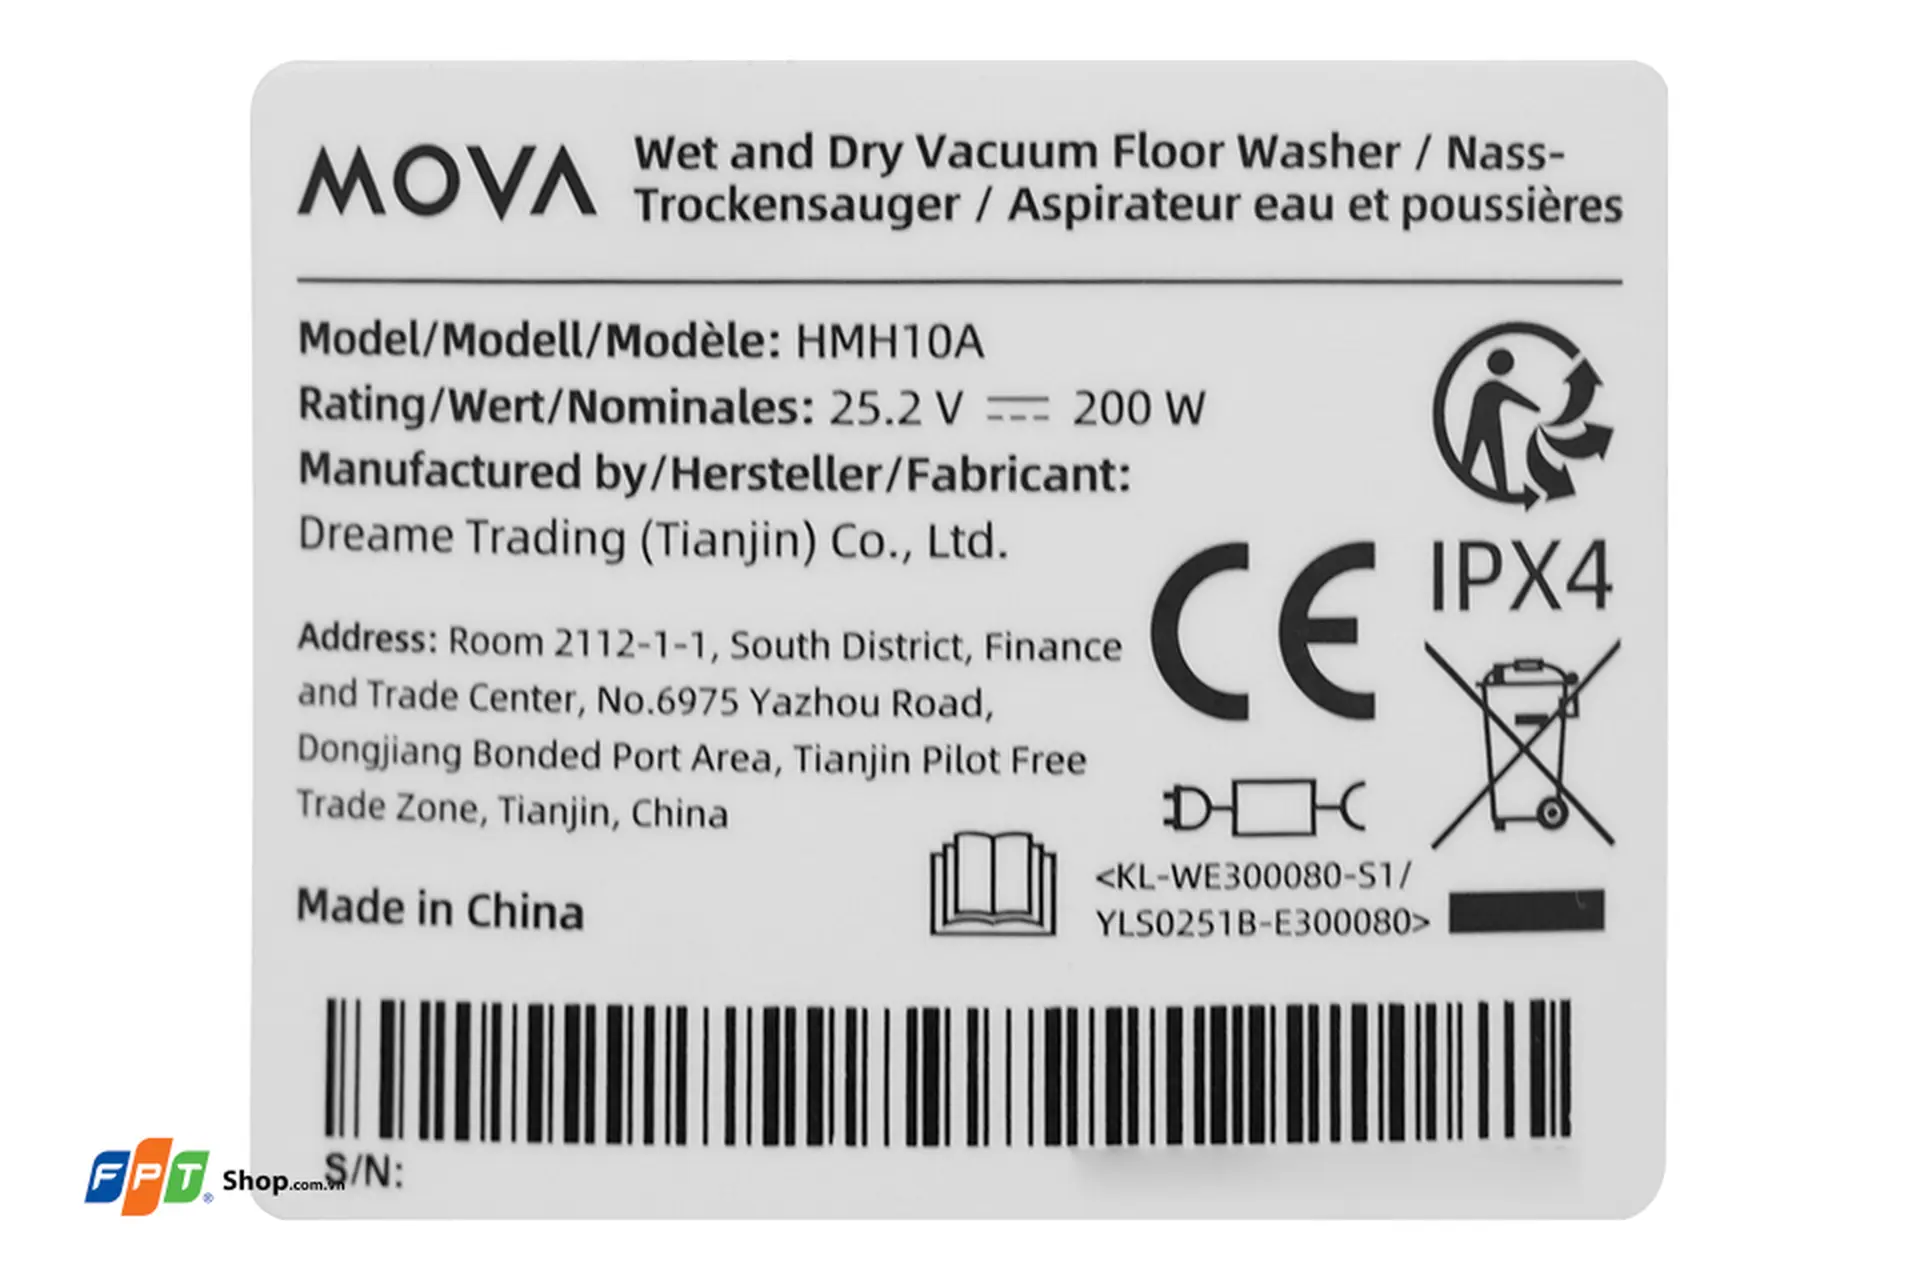 MOVA
Wet and Dry Vacuum Floor Washer / Nass-
Trockensauger / Aspirateur eau et poussières
Model/Modell/Modèle: HMH10A
Rating/Wert/Nominales: 25.2 V ⎓ 200 W
Manufactured by/Hersteller/Fabricant:
Dreame Trading (Tianjin) Co., Ltd.
IPX4
CE
Address: Room 2112-1-1, South District, Finance
and Trade Center, No.6975 Yazhou Road,
Dongjiang Bonded Port Area, Tianjin Pilot Free
Trade Zone, Tianjin, China
<KL-WE300080-S1/
YLS0251B-E300080>
Made in China
S/N:
FPT® Shop.com.vn